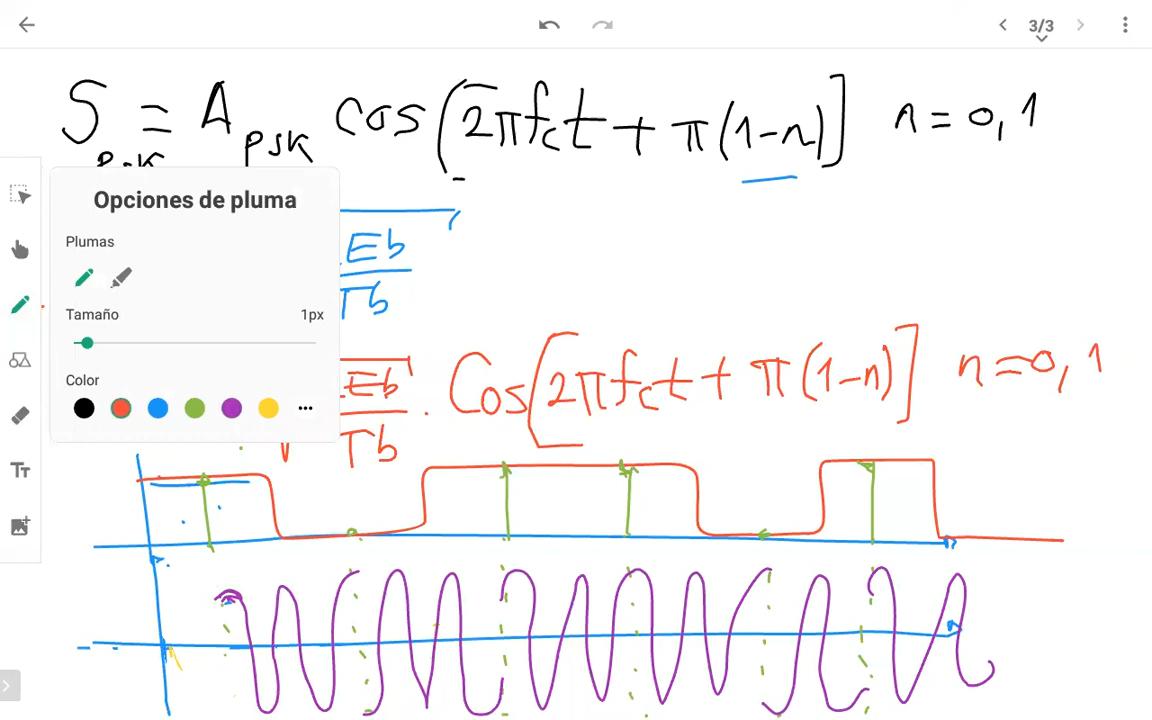 3/3
S PSK = A PSK cos[2πfct + π(1-n)] n = 0, 1
Opciones de pluma
Plumas
Tamaño 1px
Color
Eb
Tb
Eb . Cos[2πfct + π(1-n)] n = 0, 1
Tb
TT